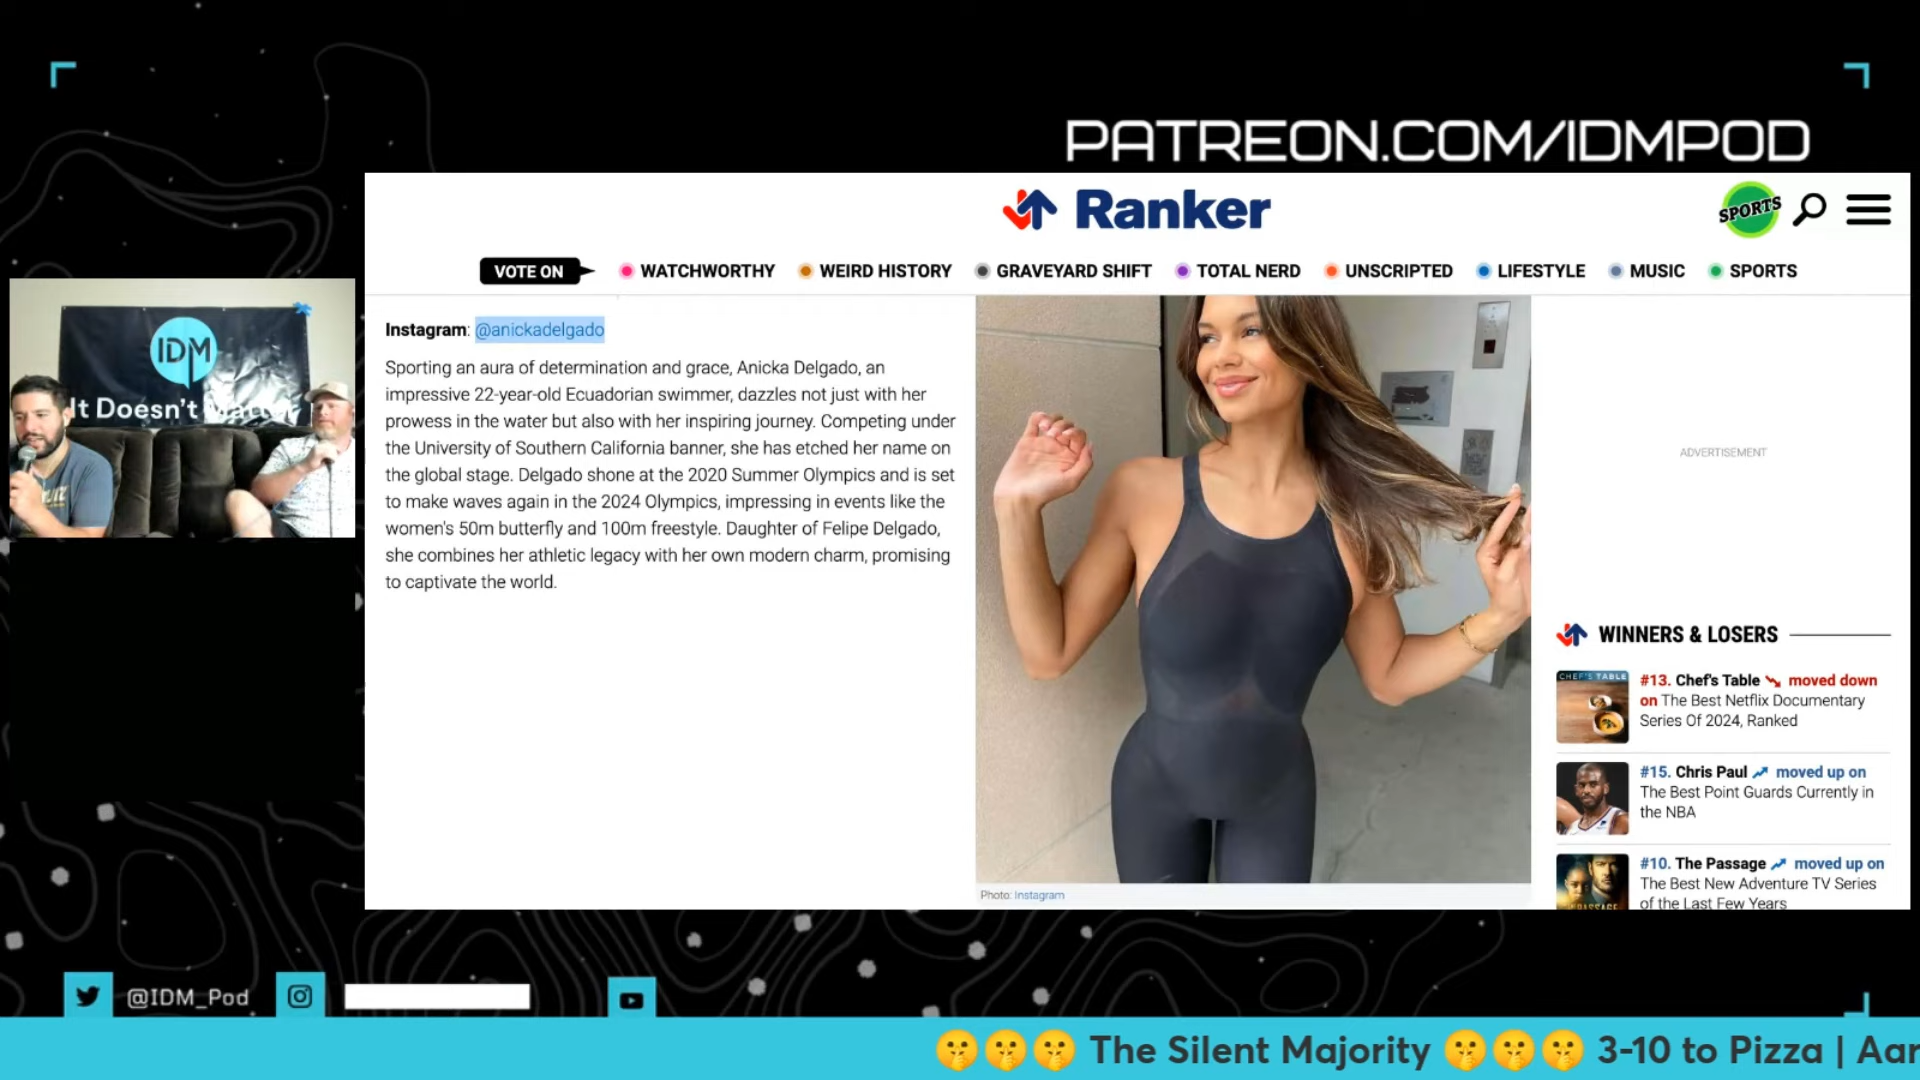 PATREON.COM/IDMPOD
Ranker
SPORTS
VOTE ON
WATCHWORTHY
WEIRD HISTORY
GRAVEYARD SHIFT
TOTAL NERD
UNSCRIPTED
LIFESTYLE
MUSIC
SPORTS
IDM
It Doesn't Matter
Instagram: @anickadelgado
Sporting an aura of determination and grace, Anicka Delgado, an
impressive 22-year-old Ecuadorian swimmer, dazzles not just with her
prowess in the water but also with her inspiring journey. Competing under
the University of Southern California banner, she has etched her name on
the global stage. Delgado shone at the 2020 Summer Olympics and is set
to make waves again in the 2024 Olympics, impressing in events like the
women's 50m butterfly and 100m freestyle. Daughter of Felipe Delgado,
she combines her athletic legacy with her own modern charm, promising
to captivate the world.
Photo: Instagram
ADVERTISEMENT
WINNERS & LOSERS
CHEF'S TABLE
#13. Chef's Table moved down
on The Best Netflix Documentary
Series Of 2024, Ranked
#15. Chris Paul moved up on
The Best Point Guards Currently in
the NBA
#10. The Passage moved up on
The Best New Adventure TV Series
of the Last Few Years
@IDM_Pod
🤫🤫🤫 The Silent Majority 🤫🤫🤫 3-10 to Pizza | Aar